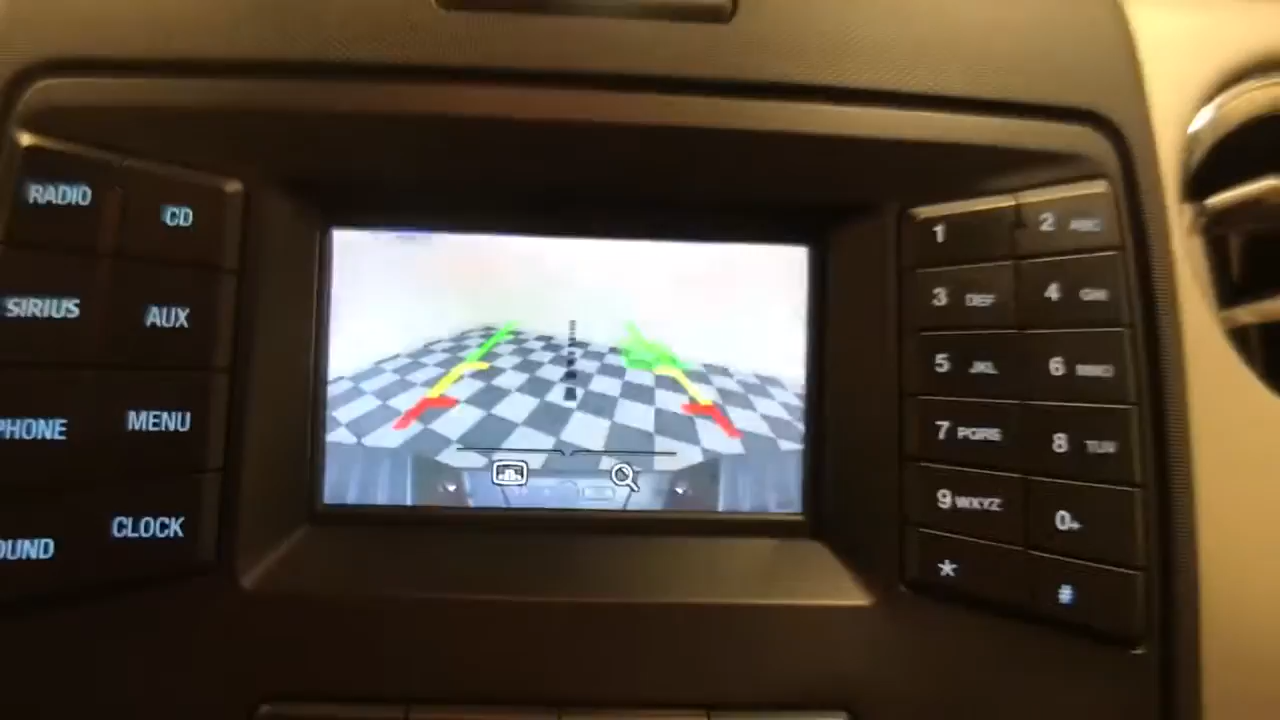 RADIO
CD
SIRIUS
AUX
PHONE
MENU
OUND
CLOCK
1
2 ABC
3 DEF
4 GHI
5 JKL
6 MNO
7 PQRS
8 TUV
9 WXYZ
0+
*
#